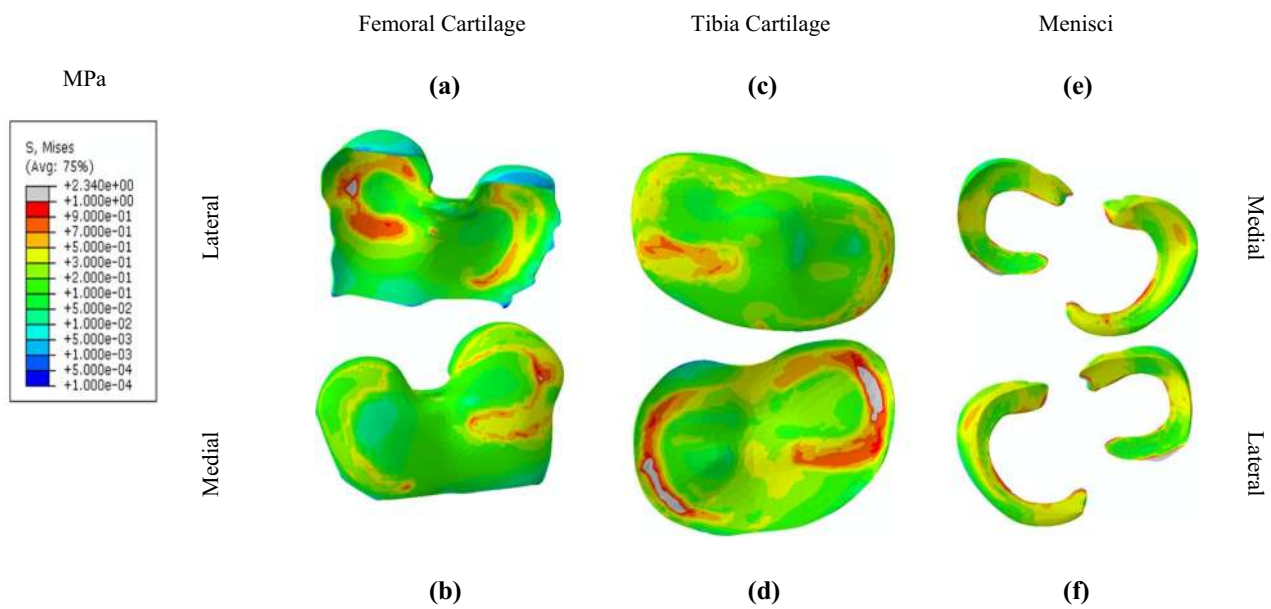 Femoral Cartilage
Tibia Cartilage
Menisci
MPa
(a)
(c)
(e)
S, Mises
(Avg: 75%)
+2.340e+00
+1.000e+00
+9.000e-01
+7.000e-01
+5.000e-01
+3.000e-01
+2.000e-01
+1.000e-01
+5.000e-02
+1.000e-02
+5.000e-03
+1.000e-03
+5.000e-04
+1.000e-04
Lateral
Medial
Medial
Lateral
(b)
(d)
(f)